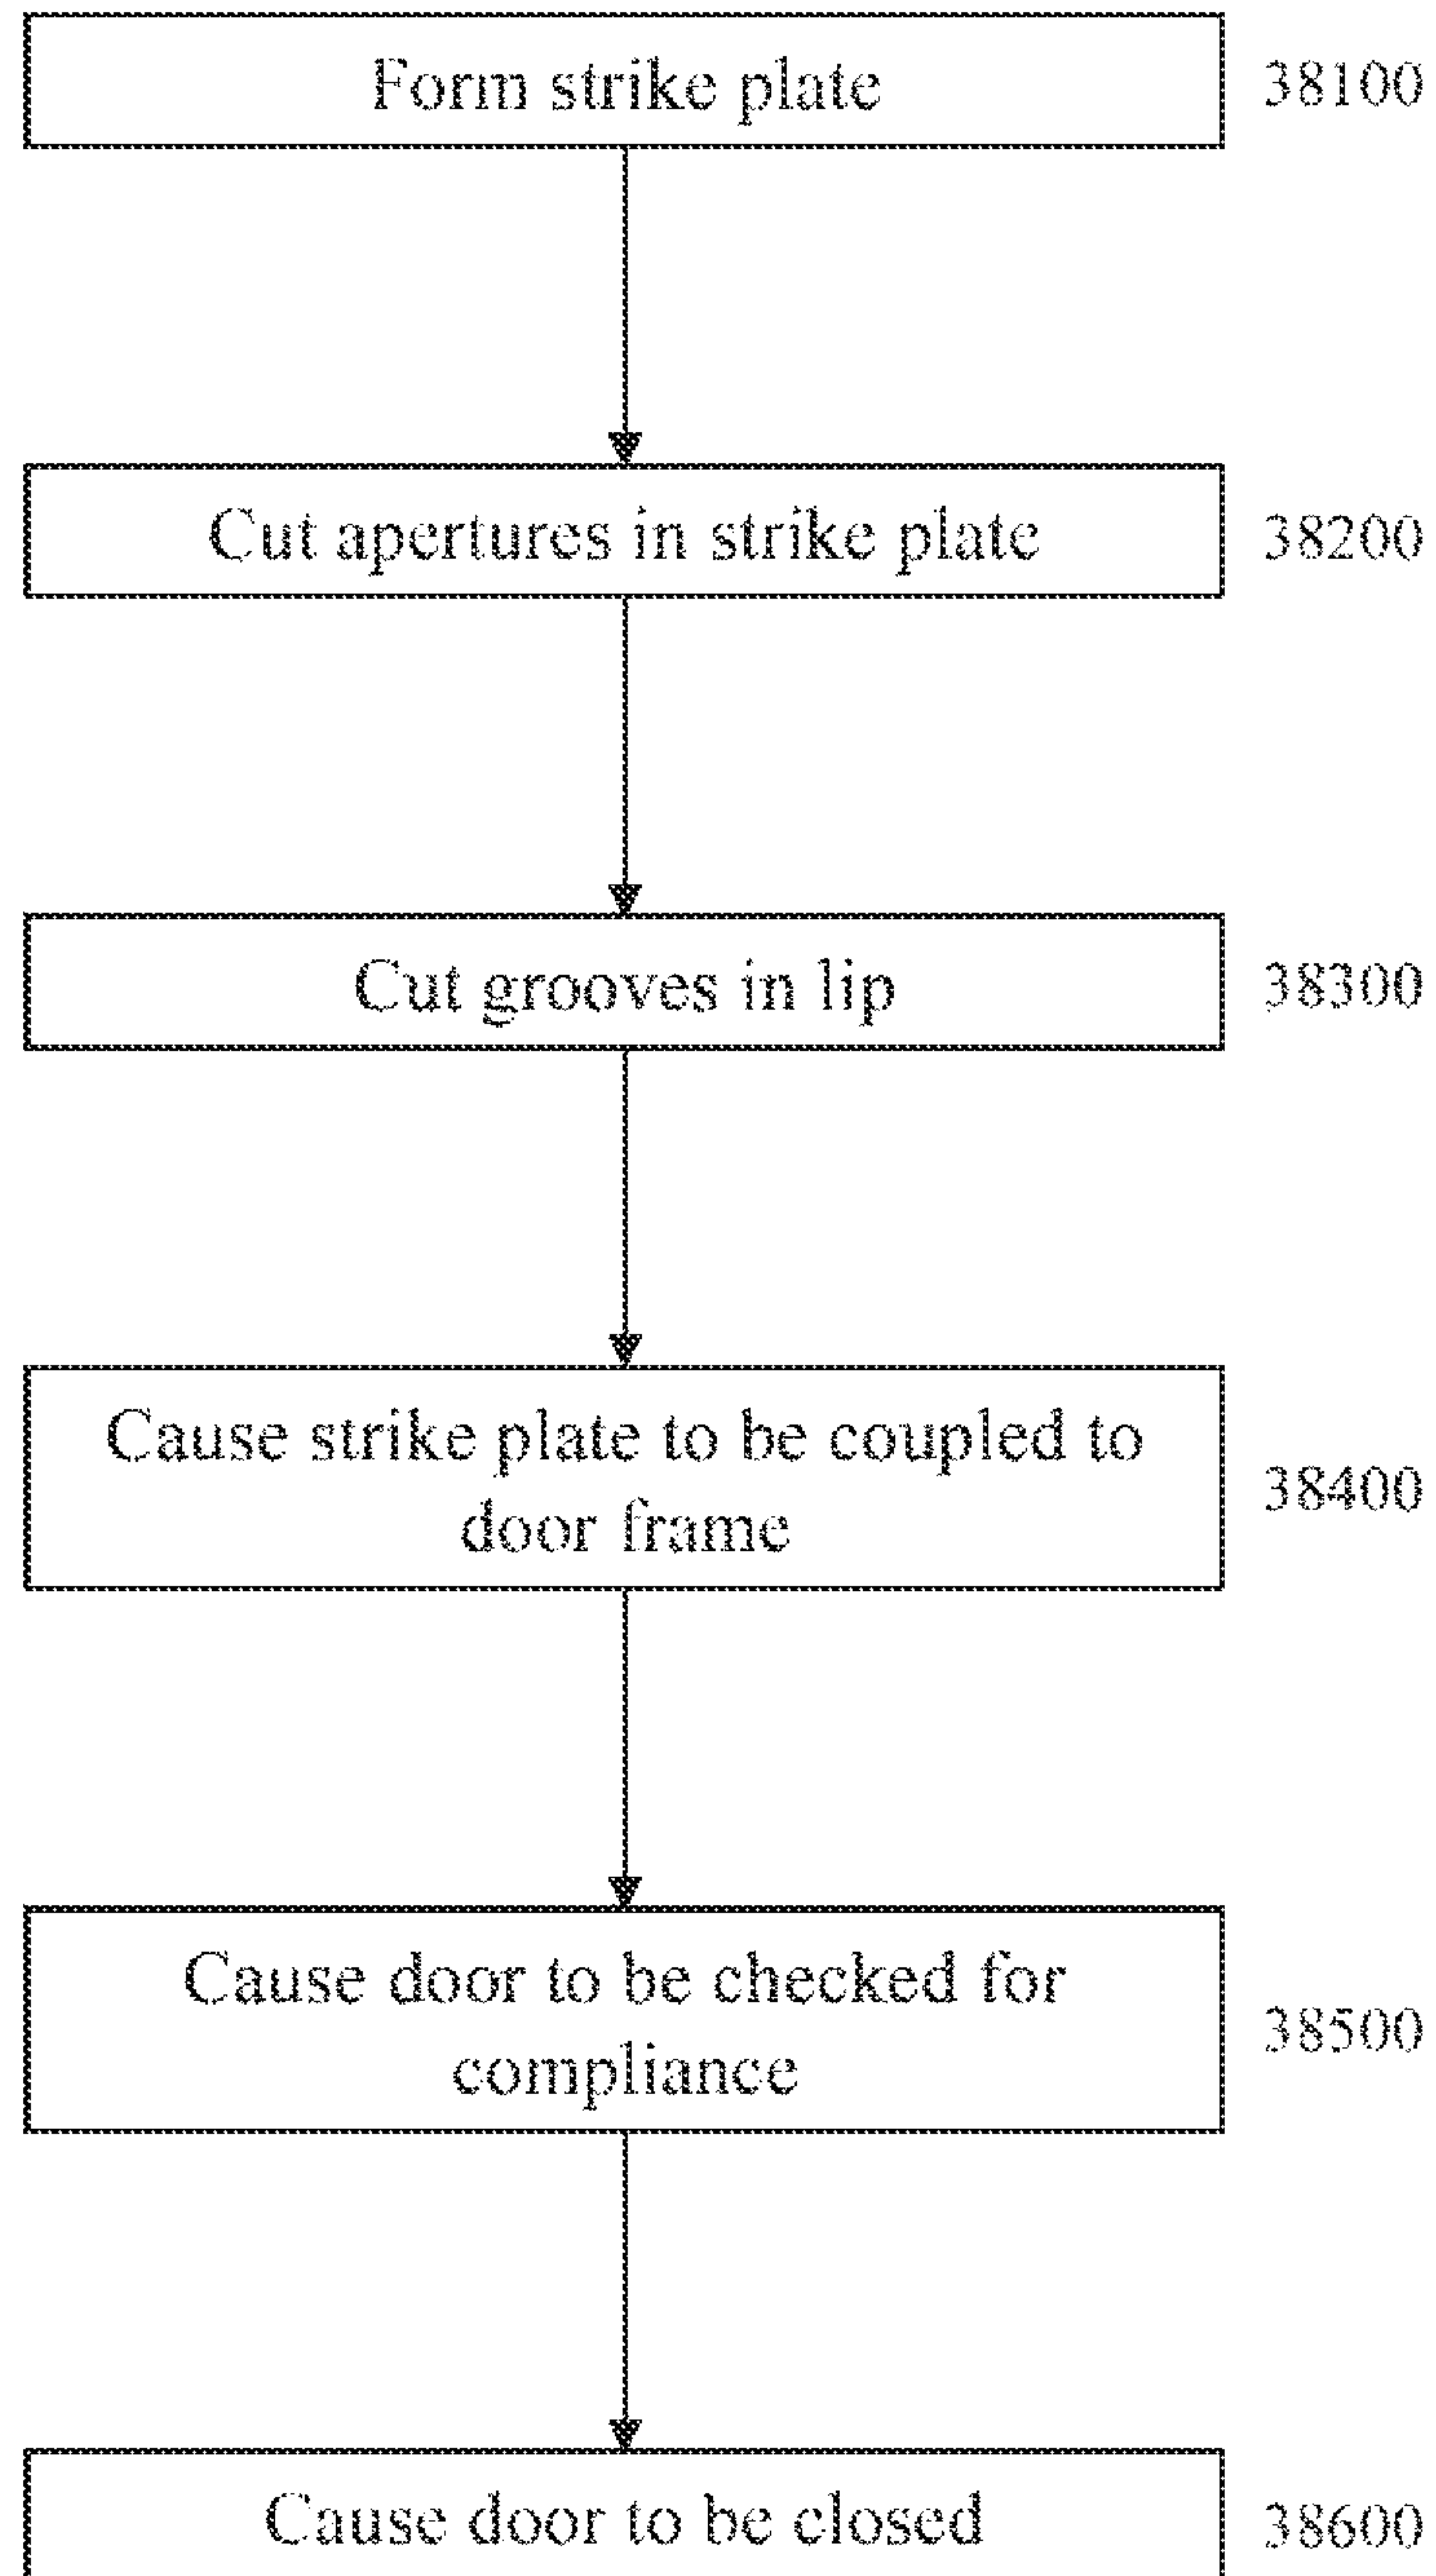 Form strike plate 38100
Cut apertures in strike plate 38200
Cut grooves in lip 38300
Cause strike plate to be coupled to
door frame
38400
Cause door to be checked for
compliance
38500
Cause door to be closed 38600